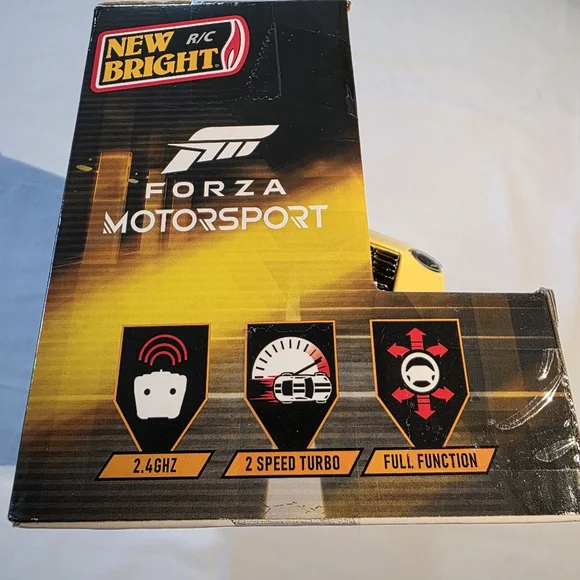 NEW R/C
BRIGHT®
FORZA
MOTORSPORT
2.4GHZ
2 SPEED TURBO
FULL FUNCTION